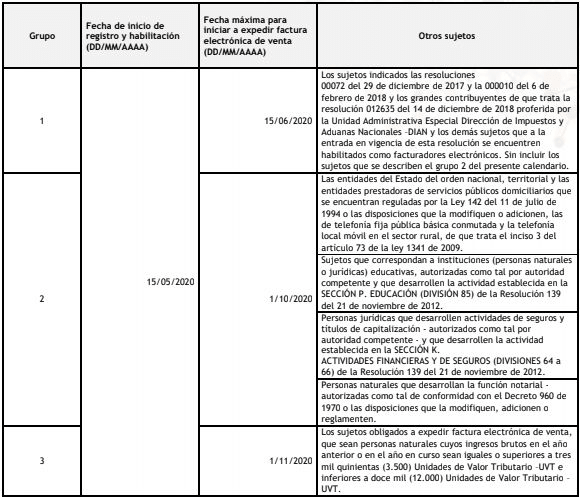 Grupo
Fecha de inicio de
registro y habilitación
(DD/MM/AAAA)
Fecha máxima para
iniciar a expedir factura
electrónica de venta
(DD/MM/AAAA)
Otros sujetos
1
15/06/2020
Los sujetos indicados las resoluciones
00072 del 29 de diciembre de 2017 y la 000010 del 6 de
febrero de 2018 y los grandes contribuyentes de que trata la
resolución 012635 del 14 de diciembre de 2018 proferida por
la Unidad Administrativa Especial Dirección de Impuestos y
Aduanas Nacionales -DIAN y los demás sujetos que a la
entrada en vigencia de esta resolución se encuentren
habilitados como facturadores electrónicos. Sin incluir los
sujetos que se describen el grupo 2 del presente calendario.
15/05/2020
2
1/10/2020
Las entidades del Estado del orden nacional, territorial y las
entidades prestadoras de servicios públicos domiciliarios que
se encuentran reguladas por la Ley 142 del 11 de julio de
1994 o las disposiciones que la modifiquen o adicionen, las
de telefonía fija pública básica conmutada y la telefonía
local móvil en el sector rural, de que trata el inciso 3 del
artículo 73 de la ley 1341 de 2009.
Sujetos que correspondan a instituciones (personas naturales
o jurídicas) educativas, autorizadas como tal por autoridad
competente y que desarrollen la actividad establecida en la
SECCIÓN P. EDUCACIÓN (DIVISIÓN 85) de la Resolución 139
del 21 de noviembre de 2012.
Personas jurídicas que desarrollen actividades de seguros y
títulos de capitalización - autorizados como tal por
autoridad competente - y que desarrollen la actividad
establecida en la SECCIÓN K.
ACTIVIDADES FINANCIERAS Y DE SEGUROS (DIVISIONES 64 a
66) de la Resolución 139 del 21 de noviembre de 2012.
Personas naturales que desarrollan la función notarial -
autorizadas como tal de conformidad con el Decreto 960 de
1970 o las disposiciones que la modifiquen, adicionen o
reglamenten.
3
1/11/2020
Los sujetos obligados a expedir factura electrónica de venta,
que sean personas naturales cuyos ingresos brutos en el año
anterior o en el año en curso sean iguales o superiores a tres
mil quinientas (3.500) Unidades de Valor Tributario -UVT e
inferiores a doce mil (12.000) Unidades de Valor Tributario -
UVT.